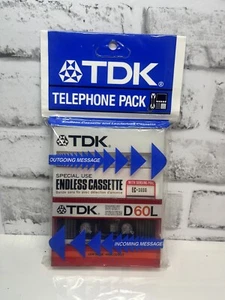 TDK®
TELEPHONE PACK
TDK
OUTGOING MESSAGE
SPECIAL USE
ENDLESS CASSETTE
TDK D60L
INCOMING MESSAGE